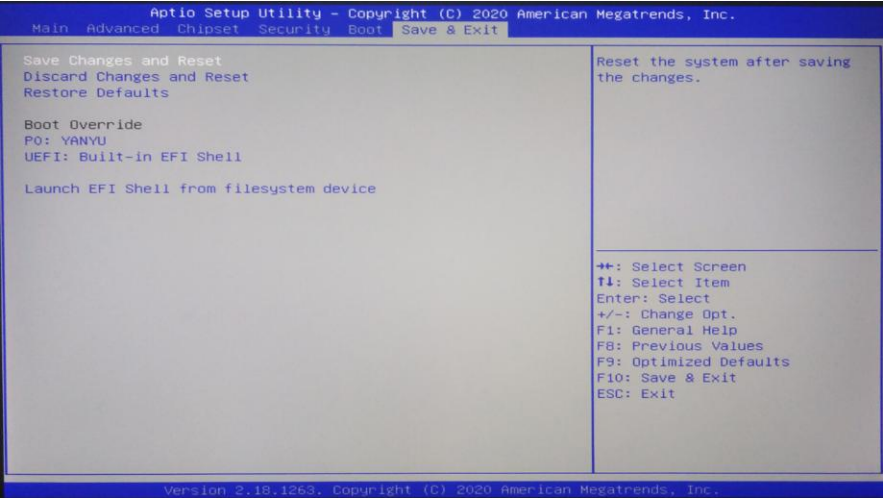 Aptio Setup Utility – Copyright (C) 2020 American Megatrends, Inc.
Main Advanced Chipset Security Boot Save & Exit
Save Changes and Reset
Discard Changes and Reset
Restore Defaults
Boot Override
P0: YANYU
UEFI: Built-in EFI Shell
Launch EFI Shell from filesystem device
Reset the system after saving
the changes.
→←: Select Screen
↑↓: Select Item
Enter: Select
+/-: Change Opt.
F1: General Help
F8: Previous Values
F9: Optimized Defaults
F10: Save & Exit
ESC: Exit
Version 2.18.1263. Copyright (C) 2020 American Megatrends, Inc.